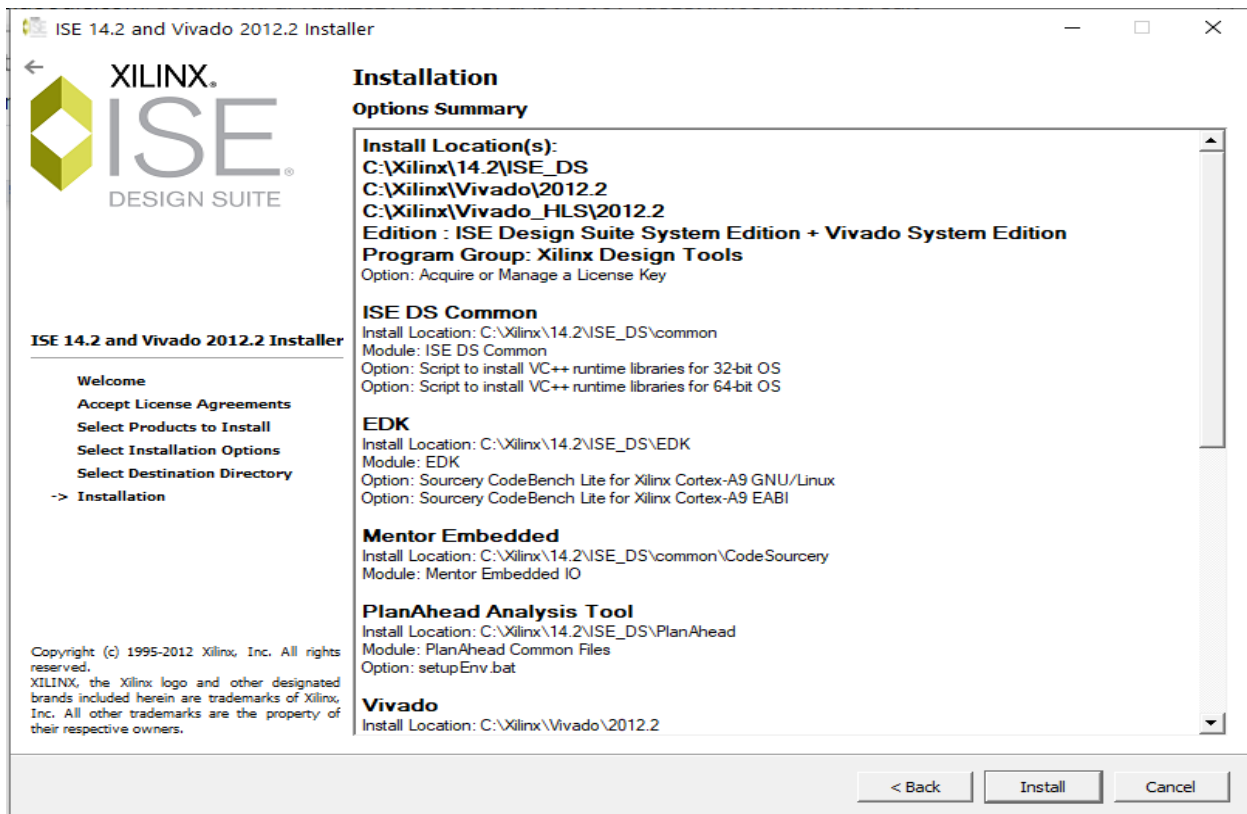 ISE 14.2 and Vivado 2012.2 Installer
XILINX®
ISE®
DESIGN SUITE
ISE 14.2 and Vivado 2012.2 Installer
Welcome
Accept License Agreements
Select Products to Install
Select Installation Options
Select Destination Directory
-> Installation
Copyright (c) 1995-2012 Xilinx, Inc. All rights
reserved.
XILINX, the Xilinx logo and other designated
brands included herein are trademarks of Xilinx,
Inc. All other trademarks are the property of
their respective owners.
Installation
Options Summary
Install Location(s):
C:\Xilinx\14.2\ISE_DS
C:\Xilinx\Vivado\2012.2
C:\Xilinx\Vivado_HLS\2012.2
Edition : ISE Design Suite System Edition + Vivado System Edition
Program Group: Xilinx Design Tools
Option: Acquire or Manage a License Key
ISE DS Common
Install Location: C:\Xilinx\14.2\ISE_DS\common
Module: ISE DS Common
Option: Script to install VC++ runtime libraries for 32-bit OS
Option: Script to install VC++ runtime libraries for 64-bit OS
EDK
Install Location: C:\Xilinx\14.2\ISE_DS\EDK
Module: EDK
Option: Sourcery CodeBench Lite for Xilinx Cortex-A9 GNU/Linux
Option: Sourcery CodeBench Lite for Xilinx Cortex-A9 EABI
Mentor Embedded
Install Location: C:\Xilinx\14.2\ISE_DS\common\CodeSourcery
Module: Mentor Embedded IO
PlanAhead Analysis Tool
Install Location: C:\Xilinx\14.2\ISE_DS\PlanAhead
Module: PlanAhead Common Files
Option: setupEnv.bat
Vivado
Install Location: C:\Xilinx\Vivado\2012.2
< Back
Install
Cancel